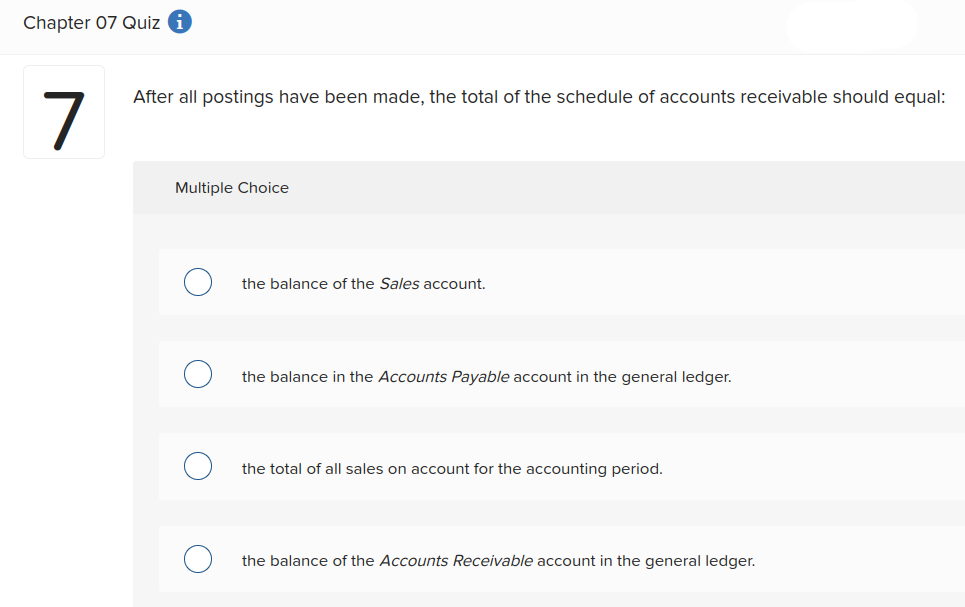 Chapter 07 Quiz i
7
After all postings have been made, the total of the schedule of accounts receivable should equal:
Multiple Choice
the balance of the Sales account.
the balance in the Accounts Payable account in the general ledger.
the total of all sales on account for the accounting period.
the balance of the Accounts Receivable account in the general ledger.